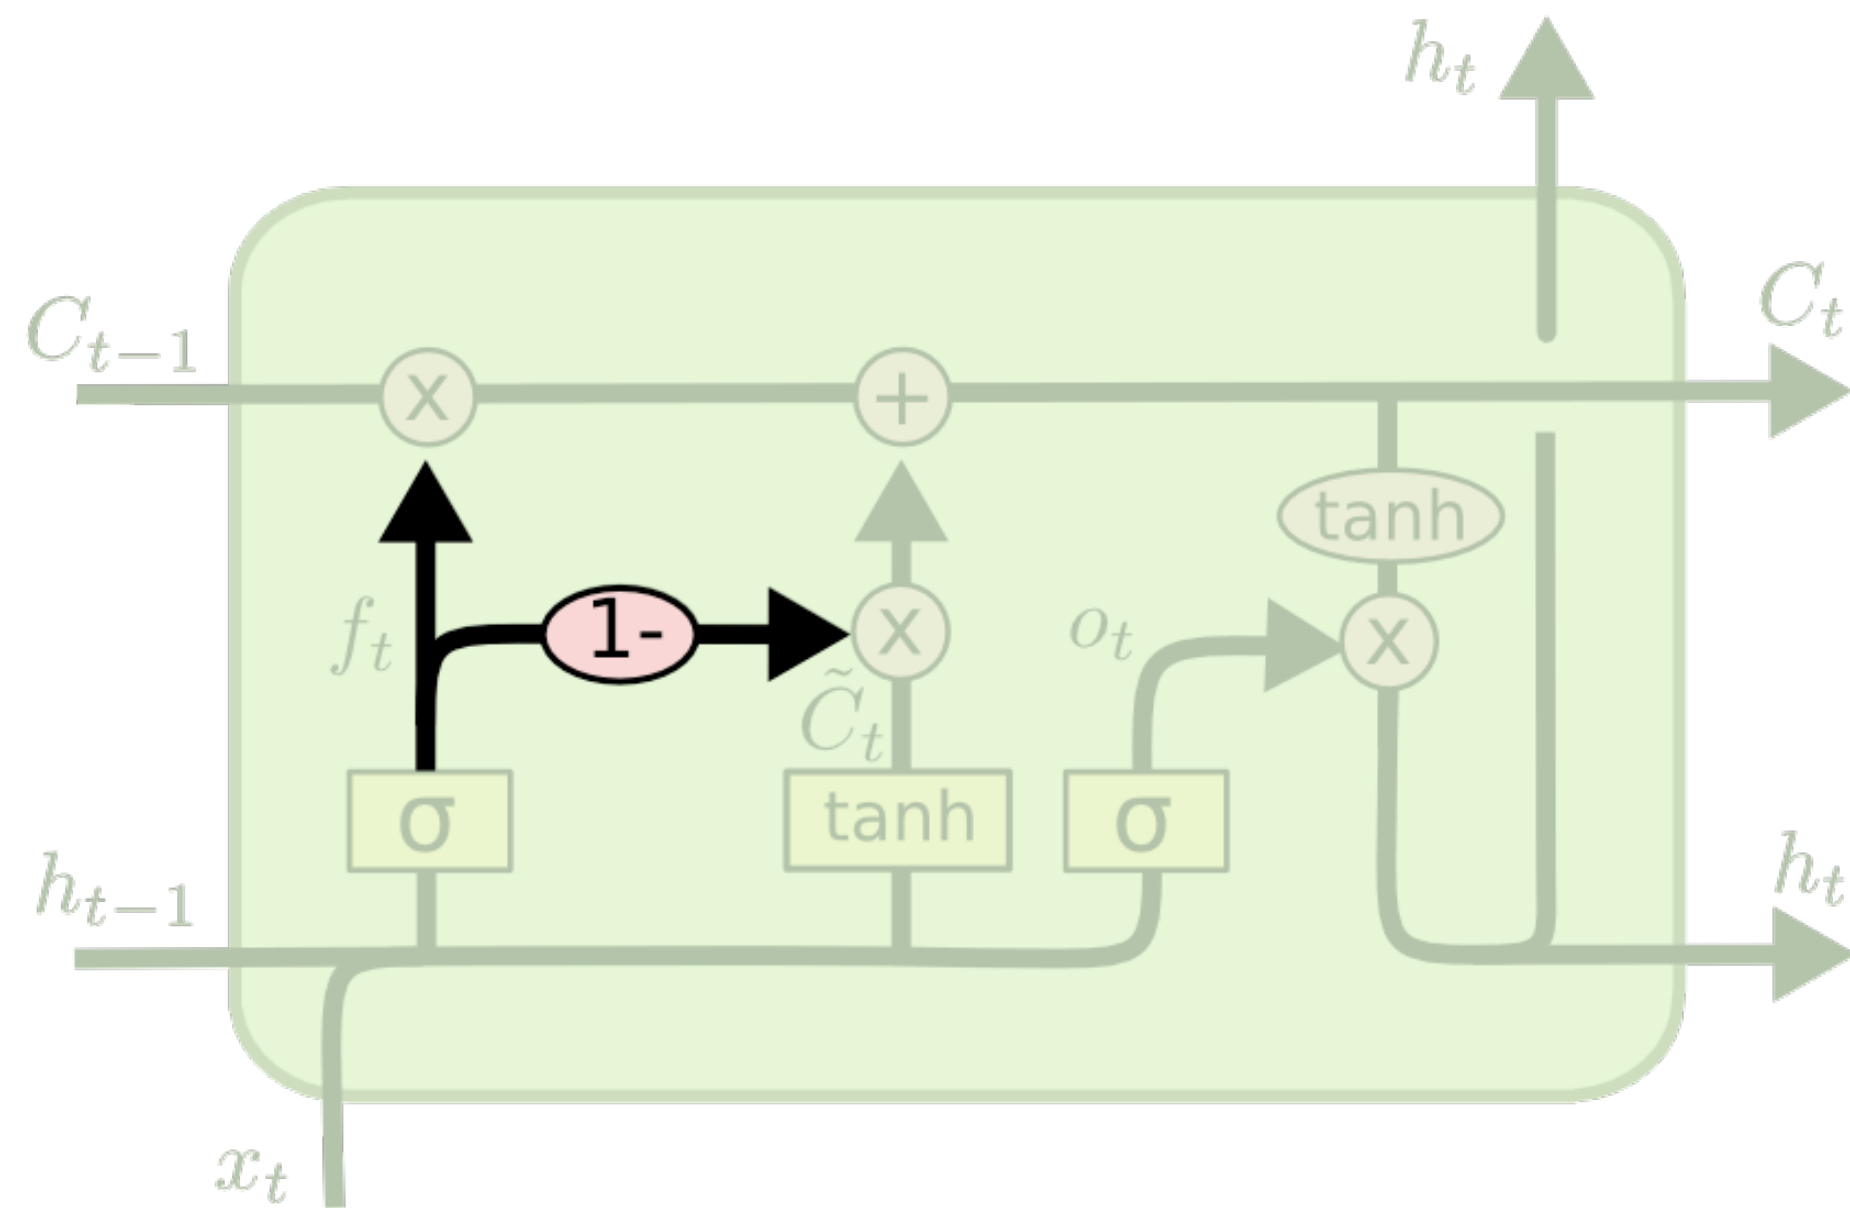 h_t
C_{t-1}
C_t
x
+
tanh
f_t
1-
x
o_t
x
C̃_t
σ
tanh
σ
h_{t-1}
h_t
x_t